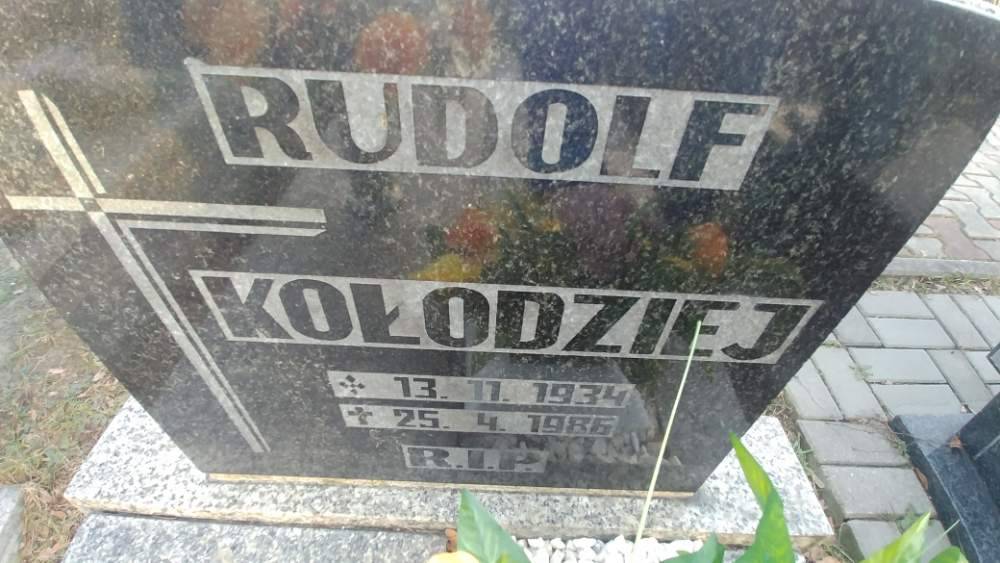 RUDOLF
KOŁODZIEJ
13. 11. 1934
25. 4. 1986
R.I.P.